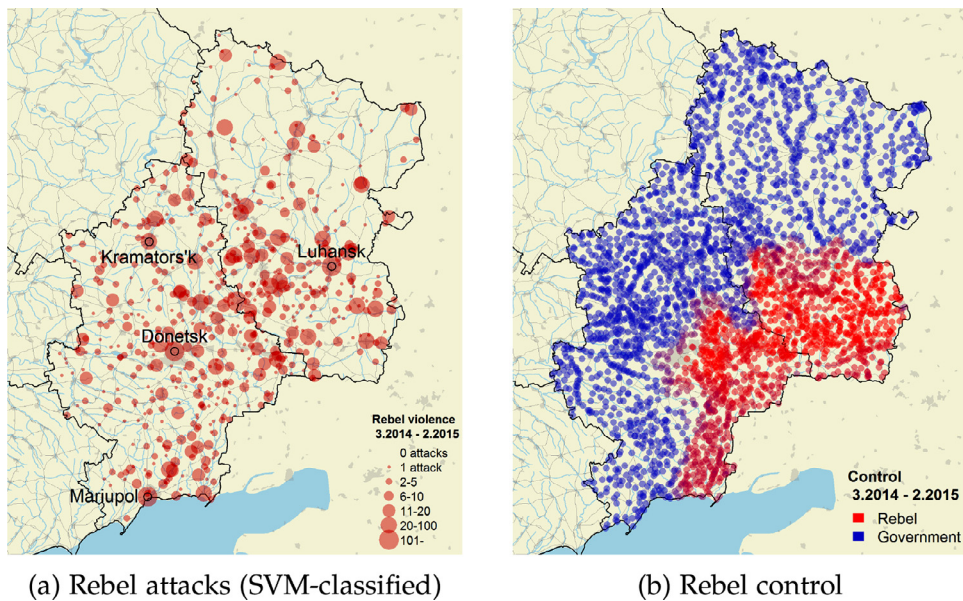 Kramators'k
Luhansk
Donetsk
Mariupol
Rebel violence
3.2014 - 2.2015
0 attacks
1 attack
2-5
6-10
11-20
20-100
101-
(a) Rebel attacks (SVM-classified)
Control
3.2014 - 2.2015
Rebel
Government
(b) Rebel control